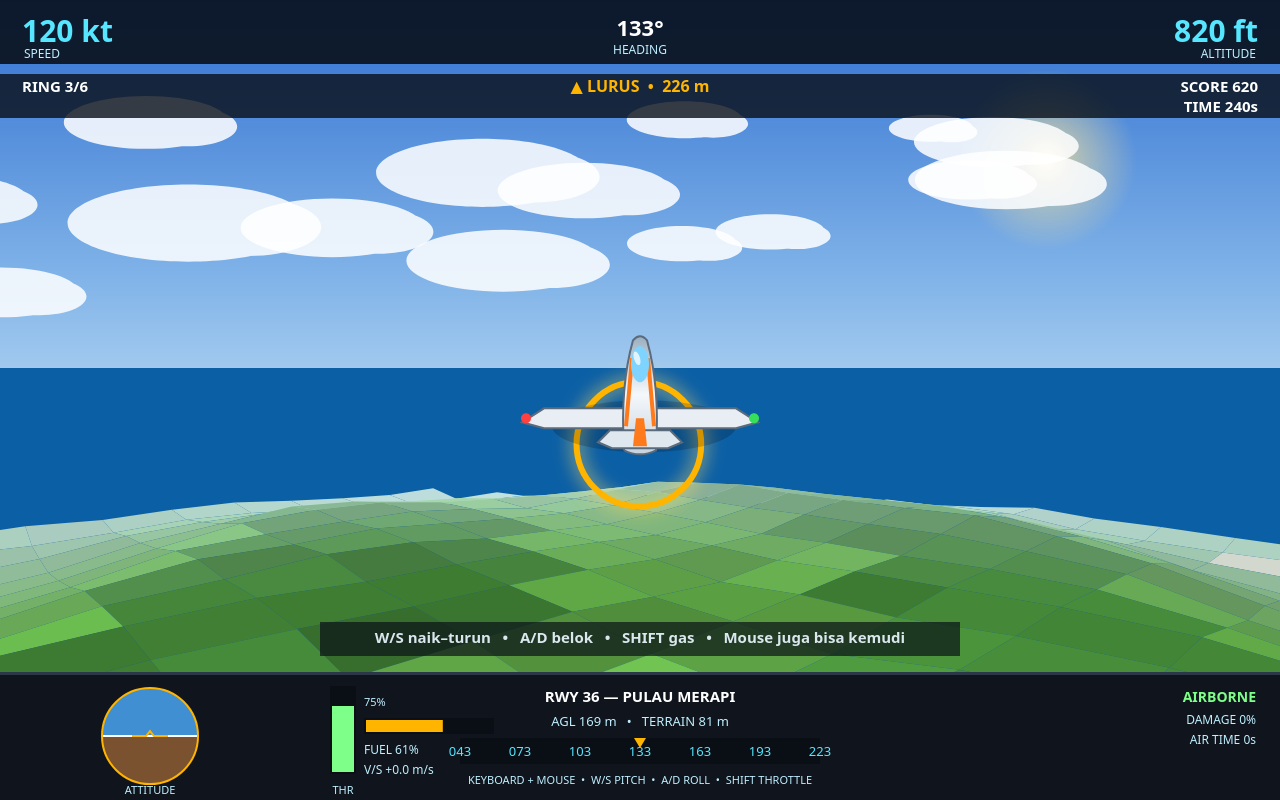 120 kt
SPEED
133°
HEADING
820 ft
ALTITUDE
RING 3/6
▲ LURUS • 226 m
SCORE 620
TIME 240s
W/S naik–turun • A/D belok • SHIFT gas • Mouse juga bisa kemudi
ATTITUDE
THR
75%
FUEL 61%
V/S +0.0 m/s
RWY 36 — PULAU MERAPI
AGL 169 m • TERRAIN 81 m
043 073 103 133 163 193 223
KEYBOARD + MOUSE • W/S PITCH • A/D ROLL • SHIFT THROTTLE
AIRBORNE
DAMAGE 0%
AIR TIME 0s